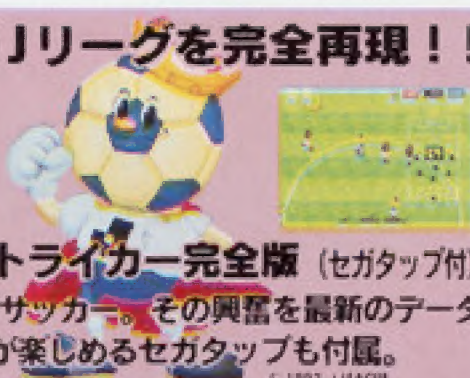 Jリーグを完全再現！！
トライカー完全版（セガタップ付）
サッカー。その興奮を最新のデータ
が楽しめるセガタップも付属。